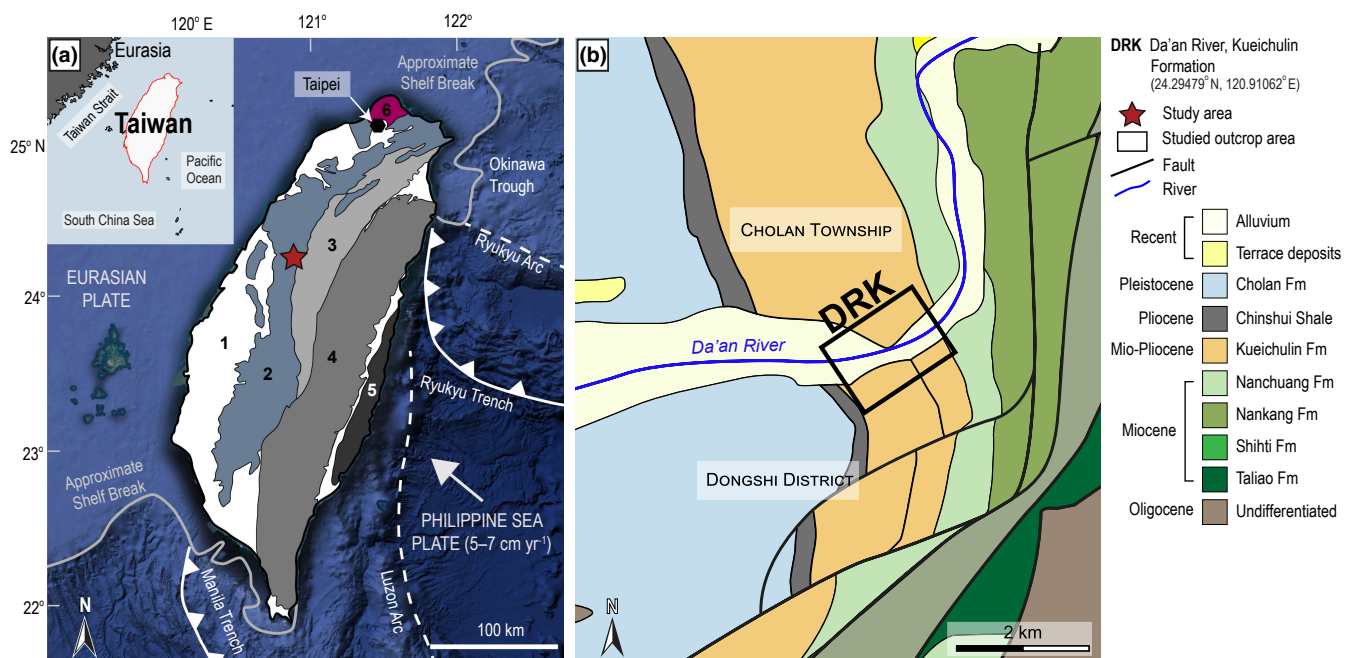 120° E
121°
122°
(a)
Eurasia
Taiwan Strait
Taiwan
Pacific
Ocean
South China Sea
Approximate
Shelf Break
Taipei
6
25° N
Okinawa
Trough
3
Ryukyu Arc
EURASIAN
PLATE
24°
1
4
2
5
Ryukyu Trench
23°
Approximate
Shelf Break
PHILIPPINE SEA
PLATE (5–7 cm yr⁻¹)
22°
Manila Trench
Luzon Arc
N
100 km
(b)
CHOLAN TOWNSHIP
DRK
Da'an River
DONGSHI DISTRICT
N
2 km
DRK Da'an River, Kueichulin
Formation
(24.29479°N, 120.91062°E)
Study area
Studied outcrop area
Fault
River
Recent
Alluvium
Terrace deposits
Pleistocene Cholan Fm
Pliocene Chinshui Shale
Mio-Pliocene Kueichulin Fm
Miocene
Nanchuang Fm
Nankang Fm
Shihti Fm
Taliao Fm
Oligocene Undifferentiated